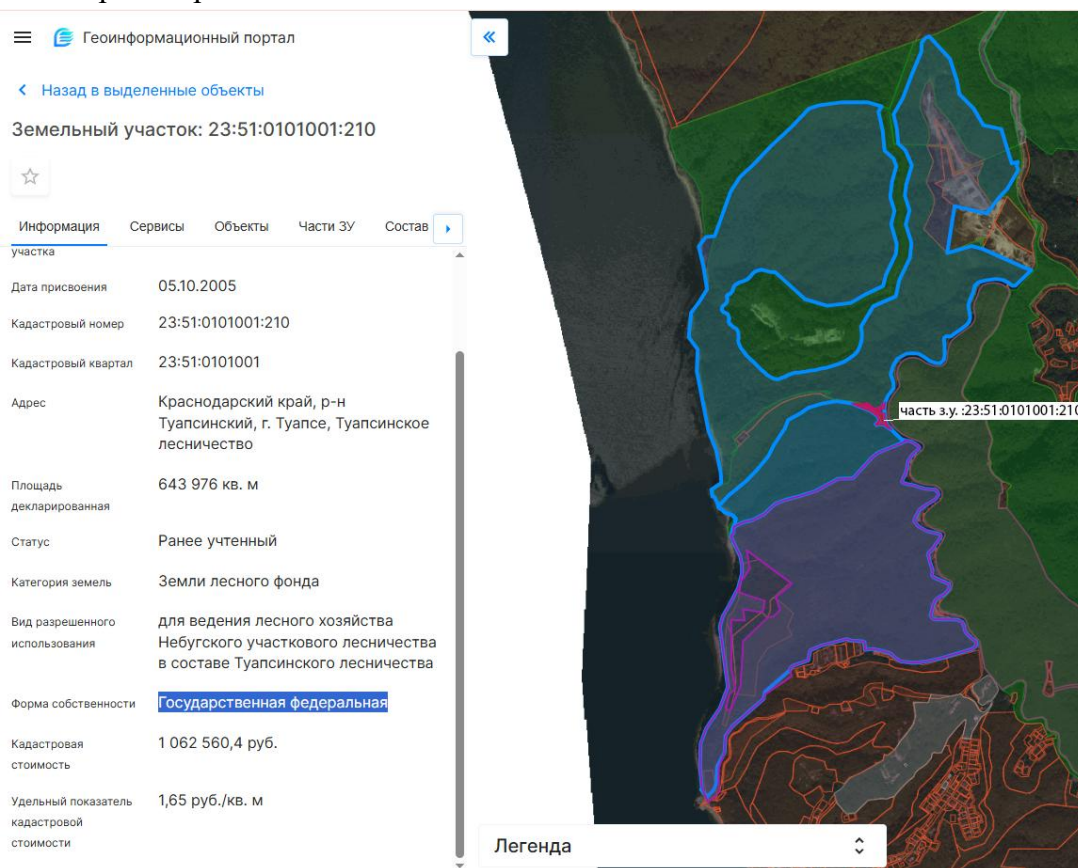 Геоинформационный портал
Назад в выделенные объекты
Земельный участок: 23:51:0101001:210
Информация Сервисы Объекты Части ЗУ Состав
участка
Дата присвоения 05.10.2005
Кадастровый номер 23:51:0101001:210
Кадастровый квартал 23:51:0101001
Адрес Краснодарский край, р-н
Туапсинский, г. Туапсе, Туапсинское
лесничество
Площадь 643 976 кв. м
декларированная
Статус Ранее учтенный
Категория земель Земли лесного фонда
Вид разрешенного для ведения лесного хозяйства
использования Небугского участкового лесничества
в составе Туапсинского лесничества
Форма собственности Государственная федеральная
Кадастровая 1 062 560,4 руб.
стоимость
Удельный показатель 1,65 руб./кв. м
кадастровой
стоимости
часть з.у. :23:51:0101001:210
Легенда